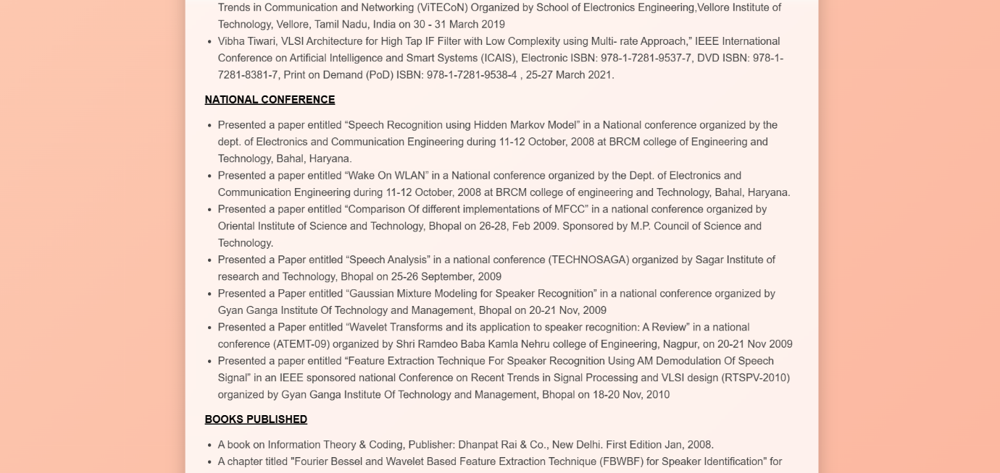 Trends in Communication and Networking (ViTECoN) Organized by School of Electronics Engineering,Vellore Institute of
Technology, Vellore, Tamil Nadu, India on 30 - 31 March 2019
• Vibha Tiwari, VLSI Architecture for High Tap IF Filter with Low Complexity using Multi- rate Approach,” IEEE International
Conference on Artificial Intelligence and Smart Systems (ICAIS), Electronic ISBN: 978-1-7281-9537-7, DVD ISBN: 978-1-
7281-8381-7, Print on Demand (PoD) ISBN: 978-1-7281-9538-4 , 25-27 March 2021.
NATIONAL CONFERENCE
• Presented a paper entitled “Speech Recognition using Hidden Markov Model” in a National conference organized by the
dept. of Electronics and Communication Engineering during 11-12 October, 2008 at BRCM college of Engineering and
Technology, Bahal, Haryana.
• Presented a paper entitled “Wake On WLAN” in a National conference organized by the Dept. of Electronics and
Communication Engineering during 11-12 October, 2008 at BRCM college of engineering and Technology, Bahal, Haryana.
• Presented a paper entitled “Comparison Of different implementations of MFCC” in a national conference organized by
Oriental Institute of Science and Technology, Bhopal on 26-28, Feb 2009. Sponsored by M.P. Council of Science and
Technology.
• Presented a Paper entitled “Speech Analysis” in a national conference (TECHNOSAGA) organized by Sagar Institute of
research and Technology, Bhopal on 25-26 September, 2009
• Presented a Paper entitled “Gaussian Mixture Modeling for Speaker Recognition” in a national conference organized by
Gyan Ganga Institute Of Technology and Management, Bhopal on 20-21 Nov, 2009
• Presented a Paper entitled “Wavelet Transforms and its application to speaker recognition: A Review” in a national
conference (ATEMT-09) organized by Shri Ramdeo Baba Kamla Nehru college of Engineering, Nagpur, on 20-21 Nov 2009
• Presented a paper entitled “Feature Extraction Technique For Speaker Recognition Using AM Demodulation Of Speech
Signal” in an IEEE sponsored national Conference on Recent Trends in Signal Processing and VLSI design (RTSPV-2010)
organized by Gyan Ganga Institute Of Technology and Management, Bhopal on 18-20 Nov, 2010
BOOKS PUBLISHED
• A book on Information Theory & Coding, Publisher: Dhanpat Rai & Co., New Delhi. First Edition Jan, 2008.
• A chapter titled "Fourier Bessel and Wavelet Based Feature Extraction Technique (FBWBF) for Speaker Identification" for